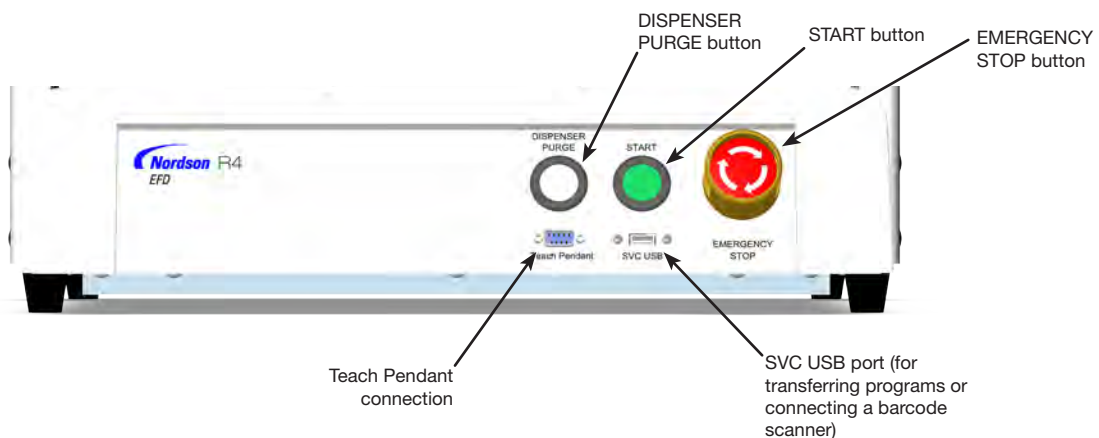 DISPENSER
PURGE button
START button
EMERGENCY
STOP button
Nordson R4
EFD
DISPENSER
PURGE
START
Teach Pendant
SVC USB
EMERGENCY
STOP
Teach Pendant
connection
SVC USB port (for
transferring programs or
connecting a barcode
scanner)